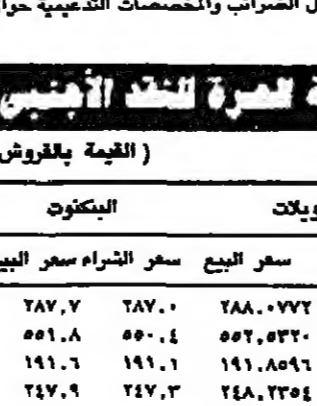 ل الضرائب والمخصصات التدعيمية حوا
ة الحرة للنقد الأجنبى
( القيمة بالقروش
ويلات البنكنوت
سعر البيع سعر الشراء سعر البي
٢٨٨.٠٧٧٢ ٢٨٧.٠ ٢٨٧,٧
٥٥٢,٥٣٢٠ ٥٥٠.٤ ٥٥١.٨
١٩١.٨٥٩٦ ١٩١.١ ١٩١.٦
٢٤٨,٢٣٥٤ ٢٤٧,٣ ٢٤٧,٩